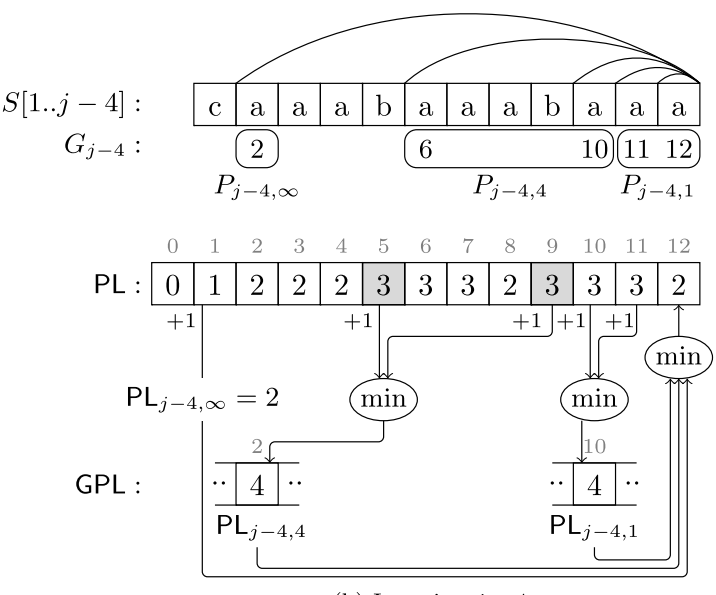 S[1..j − 4] : c a a a b a a a b a a a
G_{j−4} : 2 6 10 11 12
P_{j−4,∞} P_{j−4,4} P_{j−4,1}
0 1 2 3 4 5 6 7 8 9 10 11 12
PL : 0 1 2 2 2 3 3 3 2 3 3 3 2
+1 +1 +1 +1 +1
min
PL_{j−4,∞} = 2 min min
2 10
GPL : ·· 4 ·· ·· 4 ··
PL_{j−4,4} PL_{j−4,1}